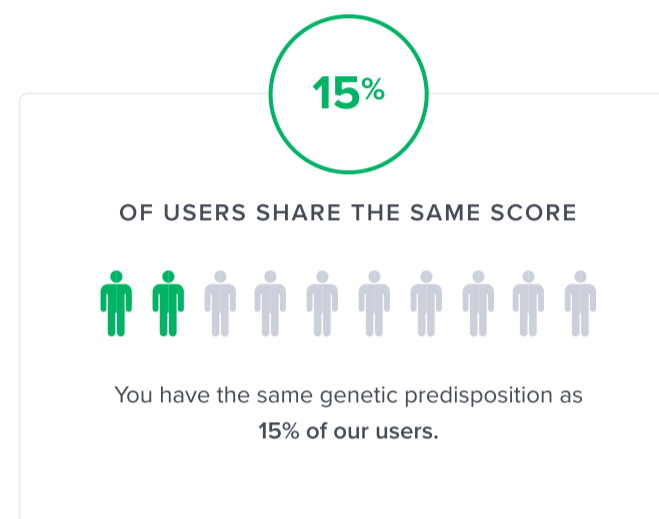 15%
OF USERS SHARE THE SAME SCORE
You have the same genetic predisposition as
15% of our users.